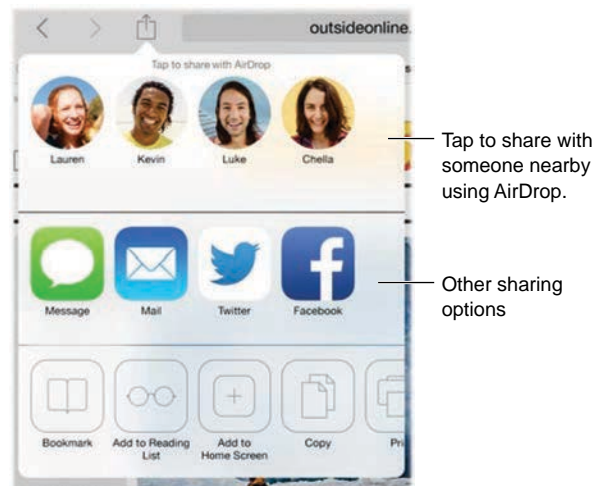 outsideonline.
Tap to share with AirDrop
Lauren Kevin Luke Chella
Tap to share with
someone nearby
using AirDrop.
Message Mail Twitter Facebook
Other sharing
options
Bookmark Add to Reading List Add to Home Screen Copy